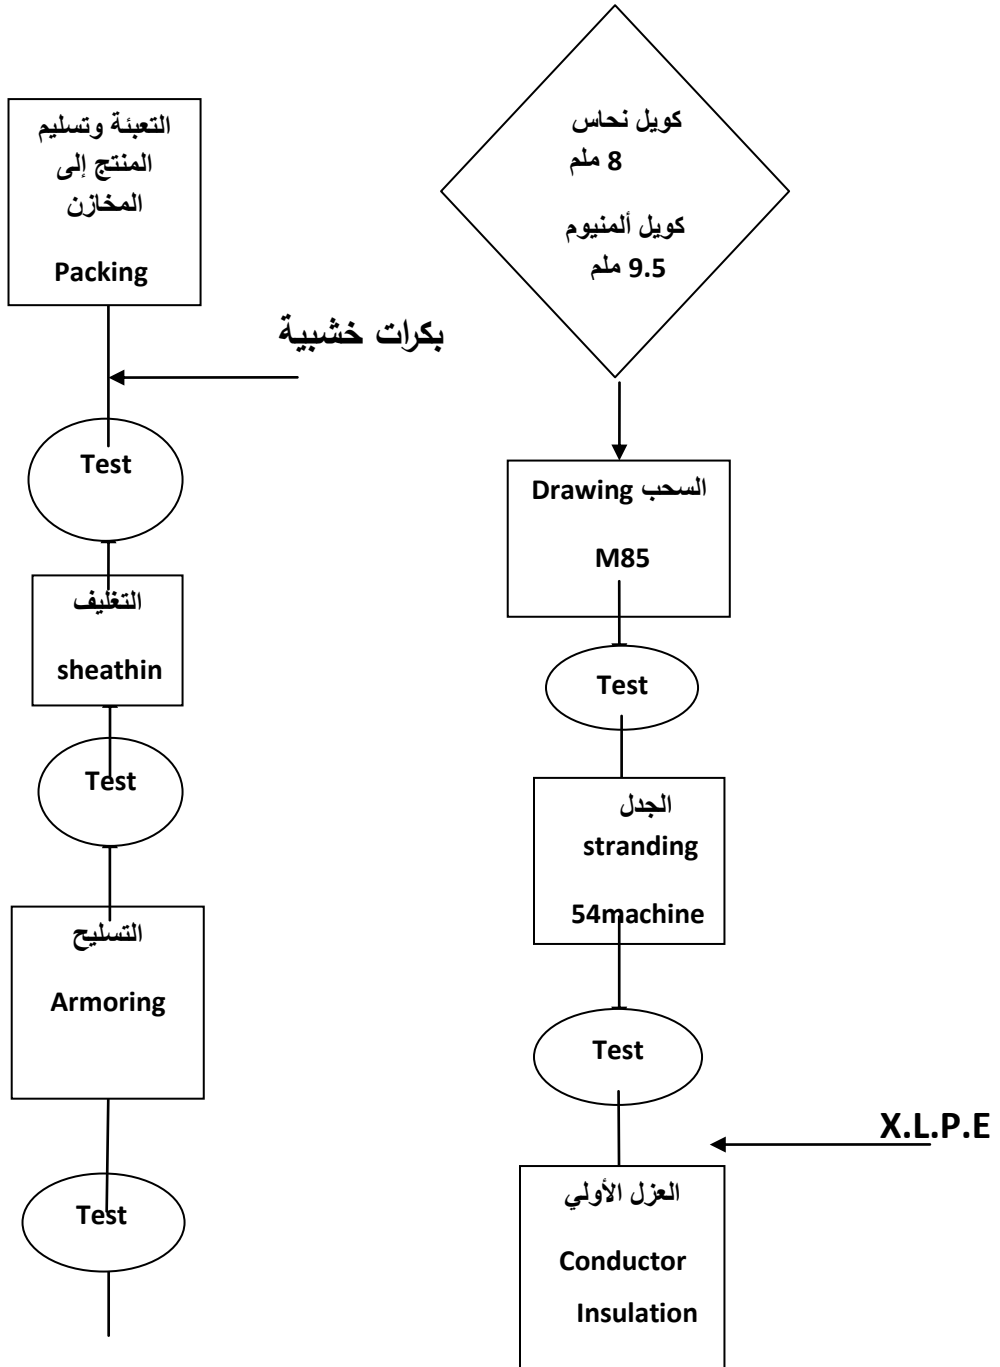 كويل نحاس
8 ملم
كويل ألمنيوم
9.5 ملم
السحب Drawing
M85
Test
الجدل
stranding
54machine
Test
X.L.P.E
العزل الأولي
Conductor
Insulation
التعبئة وتسليم
المنتج إلى
المخازن
Packing
بكرات خشبية
Test
التغليف
sheathin
Test
التسليح
Armoring
Test